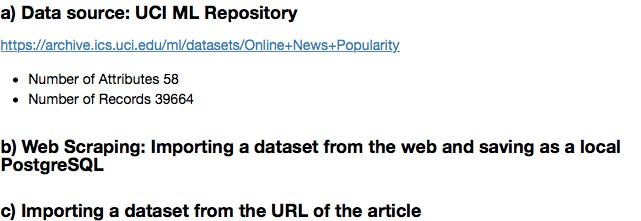 a) Data source: UCI ML Repository
https://archive.ics.uci.edu/ml/datasets/Online+News+Popularity
• Number of Attributes 58
• Number of Records 39664
b) Web Scraping: Importing a dataset from the web and saving as a local
PostgreSQL
c) Importing a dataset from the URL of the article